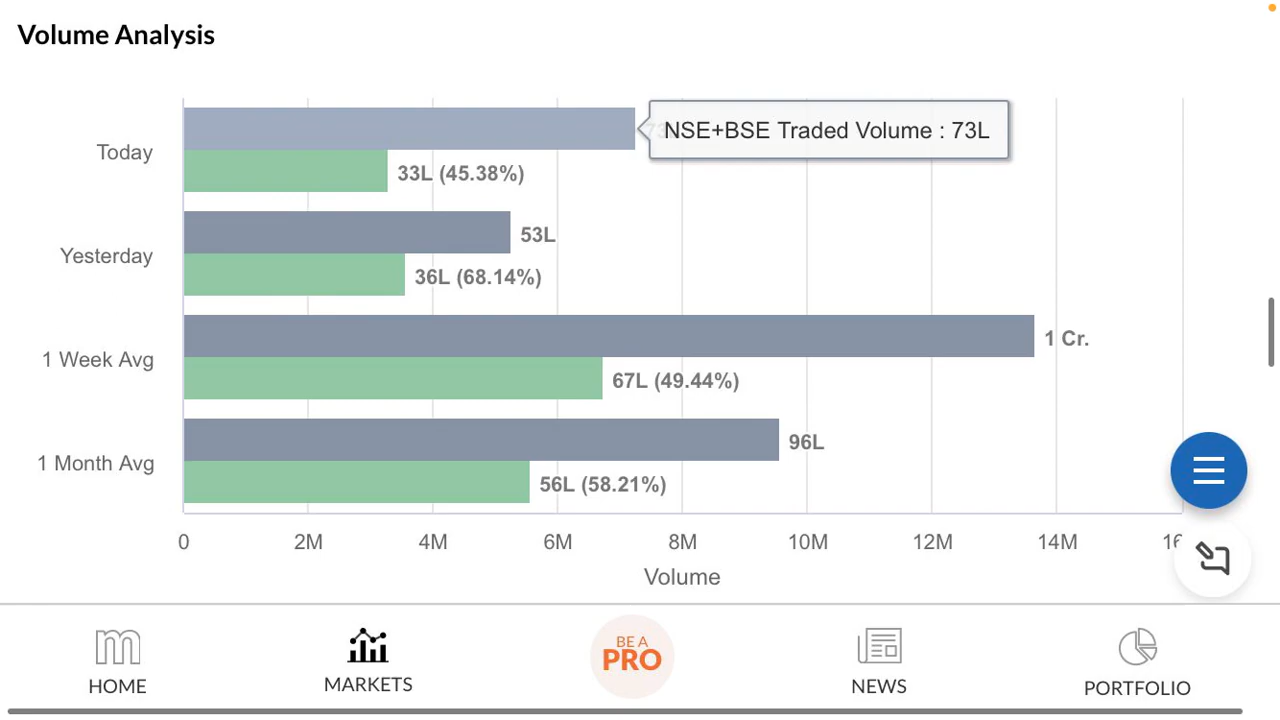 Volume Analysis
NSE+BSE Traded Volume : 73L
Today
33L (45.38%)
53L
Yesterday
36L (68.14%)
1 Cr.
1 Week Avg
67L (49.44%)
96L
1 Month Avg
56L (58.21%)
0 2M 4M 6M 8M 10M 12M 14M
Volume
HOME
MARKETS
BE A
PRO
NEWS
PORTFOLIO